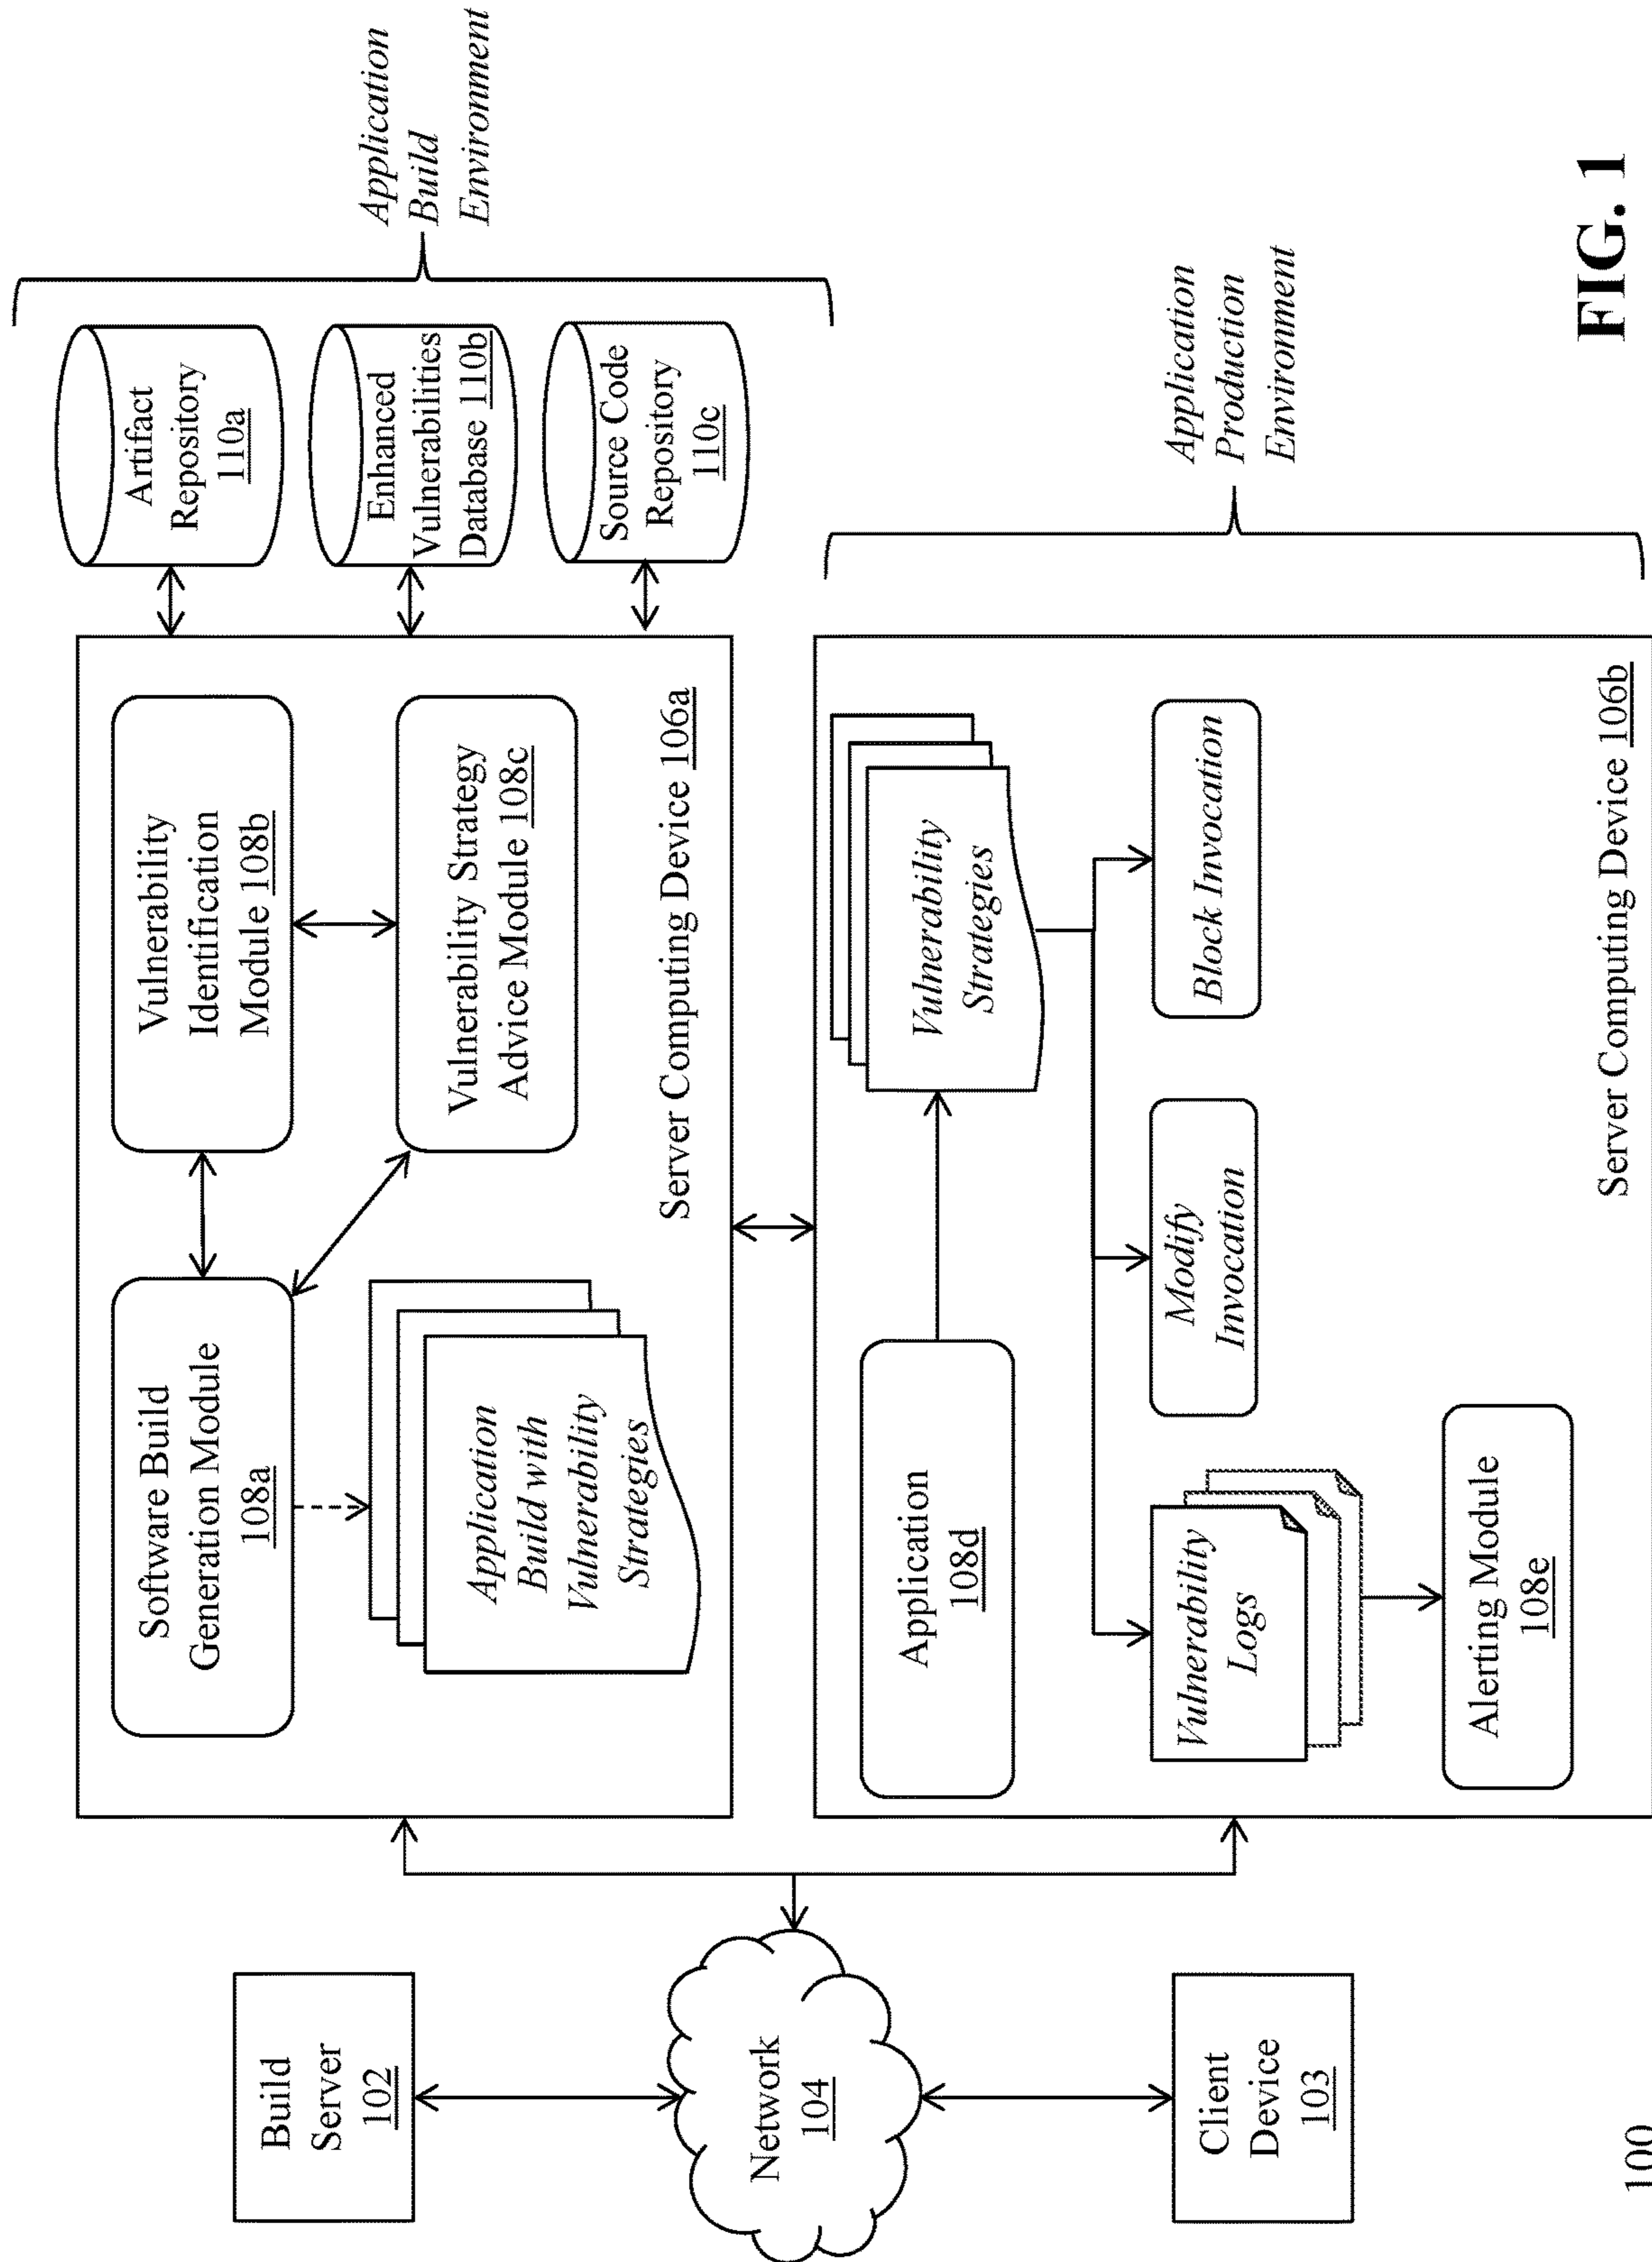 Application
Build
Environment
Artifact
Repository
110a
Enhanced
Vulnerabilities
Database 110b
Source Code
Repository
110c
Software Build
Generation Module
108a
Vulnerability
Identification
Module 108b
Vulnerability Strategy
Advice Module 108c
Application
Build with
Vulnerability
Strategies
Server Computing Device 106a
Build
Server
102
Network
104
Client
Device
103
Application
108d
Vulnerability
Strategies
Vulnerability
Logs
Modify
Invocation
Block Invocation
Alerting Module
108e
Server Computing Device 106b
Application
Production
Environment
100
FIG. 1